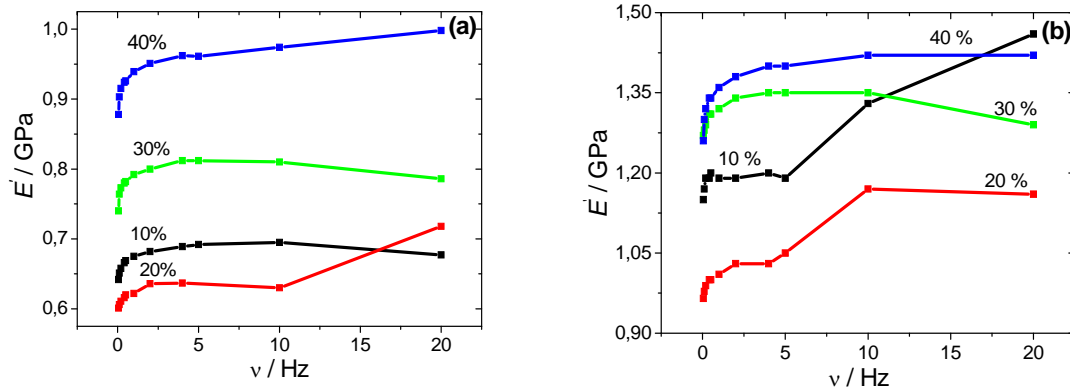 (a)
1,0
0,9
0,8
0,7
0,6
E' / GPa
40%
30%
10%
20%
0 5 10 15 20
ν / Hz
(b)
1,50
1,35
1,20
1,05
0,90
E' / GPa
40 %
30 %
10 %
20 %
0 5 10 15 20
ν / Hz